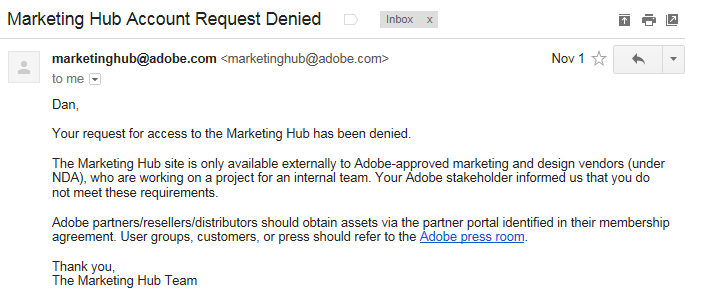 Marketing Hub Account Request Denied
Inbox x
marketinghub@adobe.com <marketinghub@adobe.com>
Nov 1
to me
Dan,
Your request for access to the Marketing Hub has been denied.
The Marketing Hub site is only available externally to Adobe-approved marketing and design vendors (under
NDA), who are working on a project for an internal team. Your Adobe stakeholder informed us that you do
not meet these requirements.
Adobe partners/resellers/distributors should obtain assets via the partner portal identified in their membership
agreement. User groups, customers, or press should refer to the Adobe press room.
Thank you,
The Marketing Hub Team